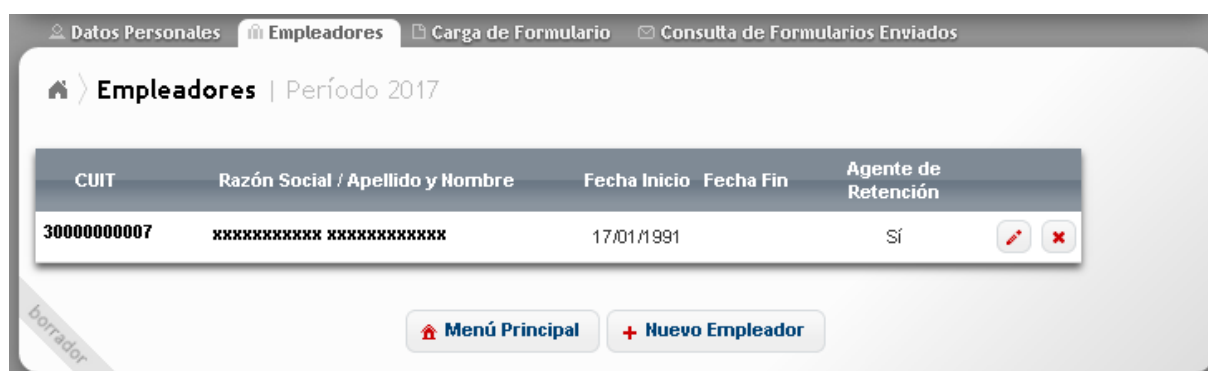 Datos Personales Empleadores Carga de Formulario Consulta de Formularios Enviados
Empleadores | Período 2017
CUIT Razón Social / Apellido y Nombre Fecha Inicio Fecha Fin Agente de
Retención
30000000007 xxxxxxxxxxx xxxxxxxxxxxx 17/01/1991 Sí
borrador
Menú Principal + Nuevo Empleador